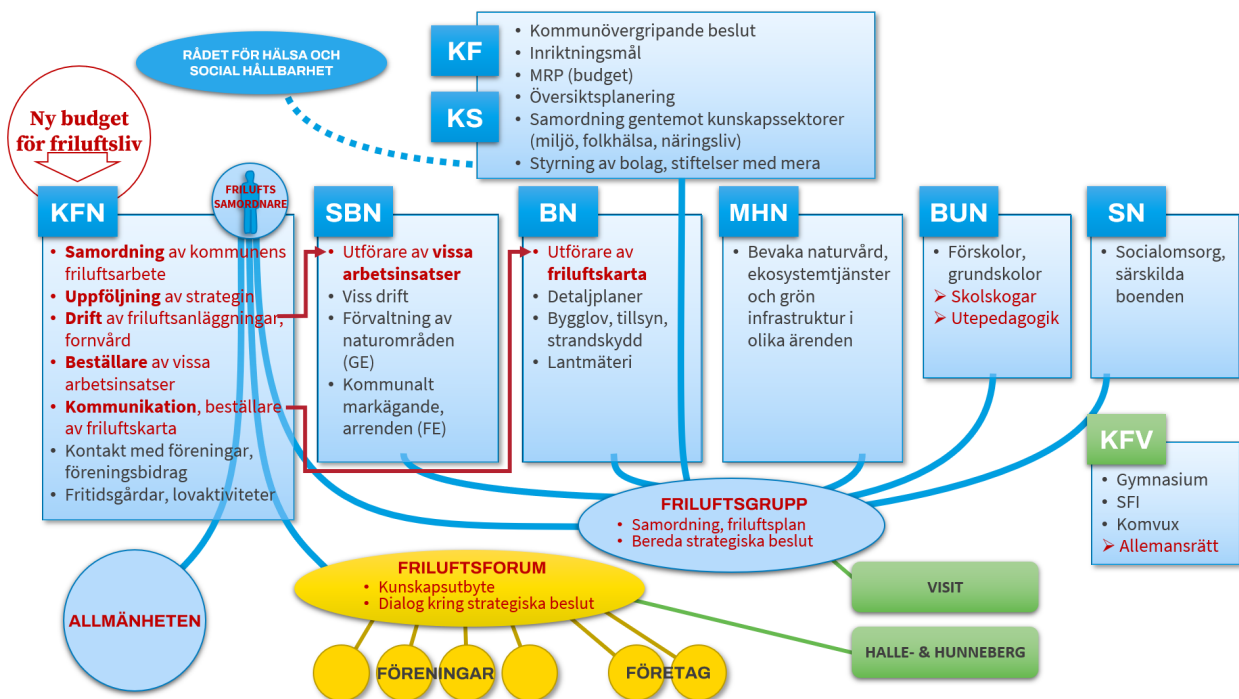 RÅDET FÖR HÄLSA OCH
SOCIAL HÅLLBARHET
KF
KS
• Kommunövergripande beslut
• Inriktningsmål
• MRP (budget)
• Översiktsplanering
• Samordning gentemot kunskapssektorer
(miljö, folkhälsa, näringsliv)
• Styrning av bolag, stiftelser med mera
Ny budget
för friluftsliv
FRILUFTS
SAMORDNARE
KFN
• Samordning av kommunens
friluftsarbete
• Uppföljning av strategin
• Drift av friluftsanläggningar,
fornvård
• Beställare av vissa
arbetsinsatser
• Kommunikation, beställare
av friluftskarta
• Kontakt med föreningar,
föreningsbidrag
• Fritidsgårdar, lovaktiviteter
SBN
• Utförare av vissa
arbetsinsatser
• Viss drift
• Förvaltning av
naturområden
(GE)
• Kommunalt
markägande,
arrenden (FE)
BN
• Utförare av
friluftskarta
• Detaljplaner
• Bygglov, tillsyn,
strandskydd
• Lantmäteri
MHN
• Bevaka naturvård,
ekosystemtjänster
och grön
infrastruktur i
olika ärenden
BUN
• Förskolor,
grundskolor
➢ Skolskogar
➢ Utepedagogik
SN
• Socialomsorg,
särskilda
boenden
KFV
• Gymnasium
• SFI
• Komvux
➢ Allemansrätt
FRILUFTSGRUPP
• Samordning, friluftsplan
• Bereda strategiska beslut
FRILUFTSFORUM
• Kunskapsutbyte
• Dialog kring strategiska beslut
ALLMÄNHETEN
VISIT
HALLE- & HUNNEBERG
FÖRENINGAR
FÖRETAG